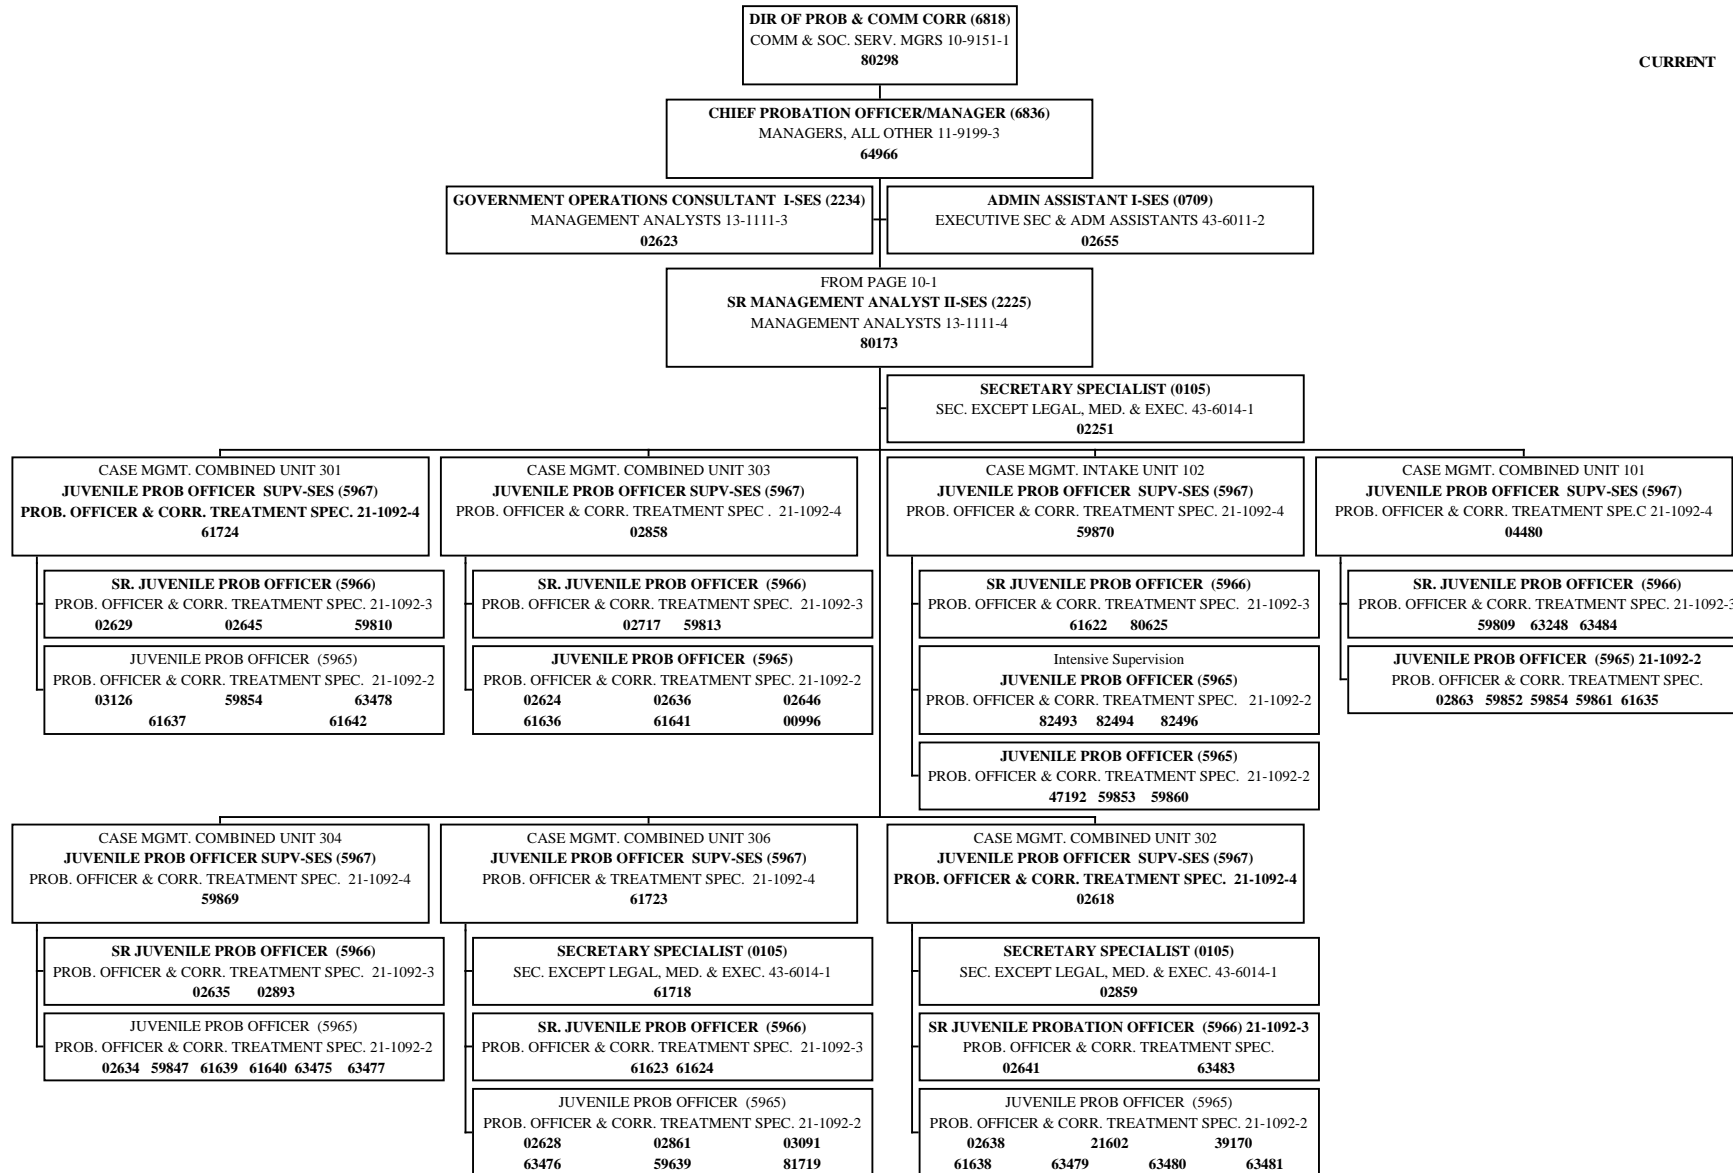 DIR OF PROB & COMM CORR (6818)
COMM & SOC. SERV. MGRS 10-9151-1
80298
CURRENT
CHIEF PROBATION OFFICER/MANAGER (6836)
MANAGERS, ALL OTHER 11-9199-3
64966
GOVERNMENT OPERATIONS CONSULTANT I-SES (2234)
MANAGEMENT ANALYSTS 13-1111-3
02623
ADMIN ASSISTANT I-SES (0709)
EXECUTIVE SEC & ADM ASSISTANTS 43-6011-2
02655
FROM PAGE 10-1
SR MANAGEMENT ANALYST II-SES (2225)
MANAGEMENT ANALYSTS 13-1111-4
80173
SECRETARY SPECIALIST (0105)
SEC. EXCEPT LEGAL, MED. & EXEC. 43-6014-1
02251
CASE MGMT. COMBINED UNIT 301
JUVENILE PROB OFFICER SUPV-SES (5967)
PROB. OFFICER & CORR. TREATMENT SPEC. 21-1092-4
61724
SR. JUVENILE PROB OFFICER (5966)
PROB. OFFICER & CORR. TREATMENT SPEC. 21-1092-3
02629 02645 59810
JUVENILE PROB OFFICER (5965)
PROB. OFFICER & CORR. TREATMENT SPEC. 21-1092-2
03126 59854 63478
61637 61642
CASE MGMT. COMBINED UNIT 303
JUVENILE PROB OFFICER SUPV-SES (5967)
PROB. OFFICER & CORR. TREATMENT SPEC . 21-1092-4
02858
SR. JUVENILE PROB OFFICER (5966)
PROB. OFFICER & CORR. TREATMENT SPEC. 21-1092-3
02717 59813
JUVENILE PROB OFFICER (5965)
PROB. OFFICER & CORR. TREATMENT SPEC. 21-1092-2
02624 02636 02646
61636 61641 00996
CASE MGMT. INTAKE UNIT 102
JUVENILE PROB OFFICER SUPV-SES (5967)
PROB. OFFICER & CORR. TREATMENT SPEC. 21-1092-4
59870
SR JUVENILE PROB OFFICER (5966)
PROB. OFFICER & CORR. TREATMENT SPEC. 21-1092-3
61622 80625
Intensive Supervision
JUVENILE PROB OFFICER (5965)
PROB. OFFICER & CORR. TREATMENT SPEC. 21-1092-2
82493 82494 82496
JUVENILE PROB OFFICER (5965)
PROB. OFFICER & CORR. TREATMENT SPEC. 21-1092-2
47192 59853 59860
CASE MGMT. COMBINED UNIT 101
JUVENILE PROB OFFICER SUPV-SES (5967)
PROB. OFFICER & CORR. TREATMENT SPE.C 21-1092-4
04480
SR. JUVENILE PROB OFFICER (5966)
PROB. OFFICER & CORR. TREATMENT SPEC. 21-1092-3
59809 63248 63484
JUVENILE PROB OFFICER (5965) 21-1092-2
PROB. OFFICER & CORR. TREATMENT SPEC.
02863 59852 59854 59861 61635
CASE MGMT. COMBINED UNIT 304
JUVENILE PROB OFFICER SUPV-SES (5967)
PROB. OFFICER & CORR. TREATMENT SPEC. 21-1092-4
59869
SR JUVENILE PROB OFFICER (5966)
PROB. OFFICER & CORR. TREATMENT SPEC. 21-1092-3
02635 02893
JUVENILE PROB OFFICER (5965)
PROB. OFFICER & CORR. TREATMENT SPEC. 21-1092-2
02634 59847 61639 61640 63475 63477
CASE MGMT. COMBINED UNIT 306
JUVENILE PROB OFFICER SUPV-SES (5967)
PROB. OFFICER & TREATMENT SPEC. 21-1092-4
61723
SECRETARY SPECIALIST (0105)
SEC. EXCEPT LEGAL, MED. & EXEC. 43-6014-1
61718
SR. JUVENILE PROB OFFICER (5966)
PROB. OFFICER & CORR. TREATMENT SPEC. 21-1092-3
61623 61624
JUVENILE PROB OFFICER (5965)
PROB. OFFICER & CORR. TREATMENT SPEC. 21-1092-2
02628 02861 03091
63476 59639 81719
CASE MGMT. COMBINED UNIT 302
JUVENILE PROB OFFICER SUPV-SES (5967)
PROB. OFFICER & CORR. TREATMENT SPEC. 21-1092-4
02618
SECRETARY SPECIALIST (0105)
SEC. EXCEPT LEGAL, MED. & EXEC. 43-6014-1
02859
SR JUVENILE PROBATION OFFICER (5966) 21-1092-3
PROB. OFFICER & CORR. TREATMENT SPEC.
02641 63483
JUVENILE PROB OFFICER (5965)
PROB. OFFICER & CORR. TREATMENT SPEC. 21-1092-2
02638 21602 39170
61638 63479 63480 63481